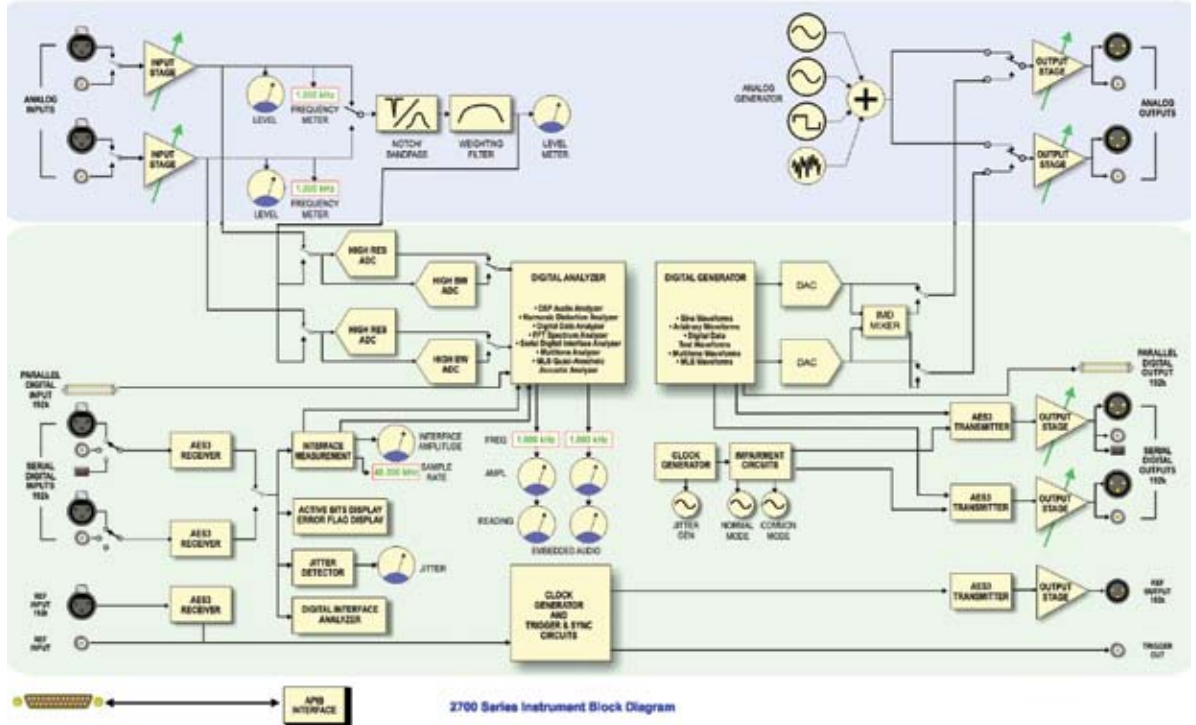 ANALOG
INPUTS
INPUT
STAGE
INPUT
STAGE
LEVEL
1.000 kHz
FREQUENCY
METER
LEVEL
1.000 kHz
FREQUENCY
METER
NOTCH/
BANDPASS
WEIGHTING
FILTER
LEVEL
METER
ANALOG
GENERATOR
OUTPUT
STAGE
OUTPUT
STAGE
ANALOG
OUTPUTS
HIGH RES
ADC
HIGH BW
ADC
HIGH RES
ADC
HIGH BW
ADC
DIGITAL ANALYZER
• DSP Audio Analyzer
• Harmonic Distortion Analyzer
• Digital Data Analyzer
• FFT Spectrum Analyzer
• Serial Digital Interface Analyzer
• Multitone Analyzer
• MLS Quasi-Anechoic
Acoustic Analyzer
DIGITAL GENERATOR
• Sine Waveforms
• Arbitrary Waveforms
• Digital Data
Test Waveforms
• Multitone Waveforms
• MLS Waveforms
DAC
DAC
IMD
MIXER
PARALLEL
DIGITAL
INPUT
192k
PARALLEL
DIGITAL
OUTPUT
192k
SERIAL
DIGITAL
INPUTS
192k
AES3
RECEIVER
AES3
RECEIVER
INTERFACE
MEASUREMENT
INTERFACE
AMPLITUDE
48.000 kHz
SAMPLE
RATE
ACTIVE BITS DISPLAY
ERROR FLAG DISPLAY
JITTER
DETECTOR
JITTER
DIGITAL INTERFACE
ANALYZER
FREQ
1.000 kHz
1.000 kHz
AMPL
READING
EMBEDDED AUDIO
CLOCK
GENERATOR
IMPAIRMENT
CIRCUITS
JITTER
GEN
NORMAL
MODE
COMMON
MODE
AES3
TRANSMITTER
OUTPUT
STAGE
AES3
TRANSMITTER
OUTPUT
STAGE
SERIAL
DIGITAL
OUTPUTS
192k
REF
INPUT
192k
AES3
RECEIVER
REF
INPUT
CLOCK
GENERATOR
AND
TRIGGER & SYNC
CIRCUITS
AES3
TRANSMITTER
OUTPUT
STAGE
REF
OUTPUT
192k
TRIGGER
OUT
APIB
INTERFACE
2700 Series Instrument Block Diagram